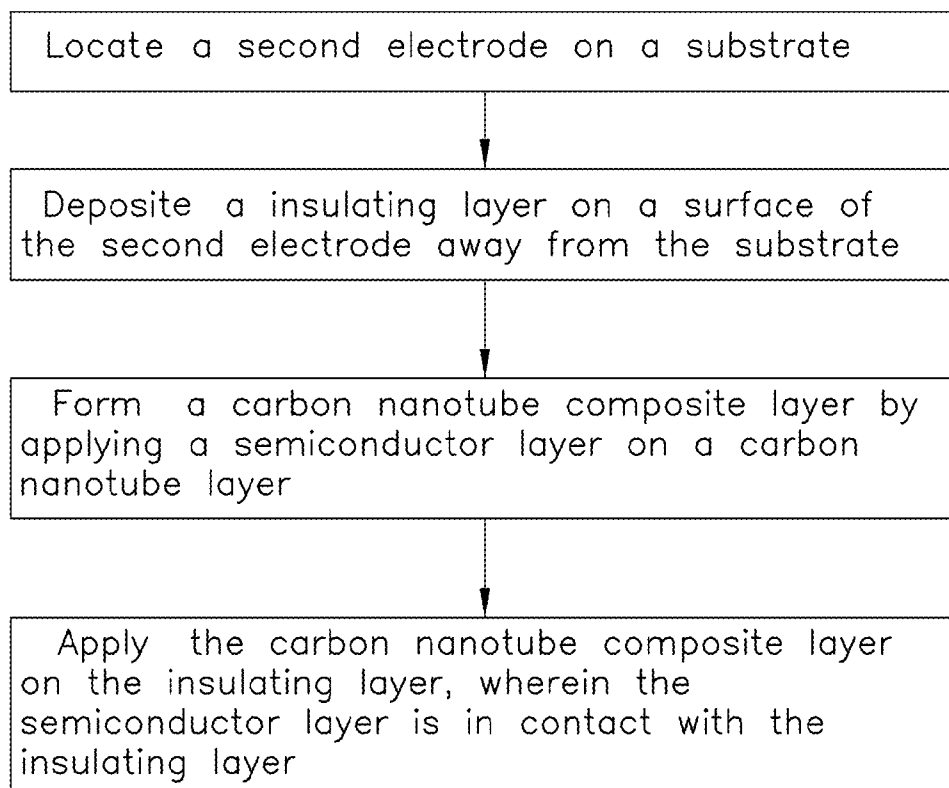 Locate a second electrode on a substrate
Deposite a insulating layer on a surface of
the second electrode away from the substrate
Form a carbon nanotube composite layer by
applying a semiconductor layer on a carbon
nanotube layer
Apply the carbon nanotube composite layer
on the insulating layer, wherein the
semiconductor layer is in contact with the
insulating layer